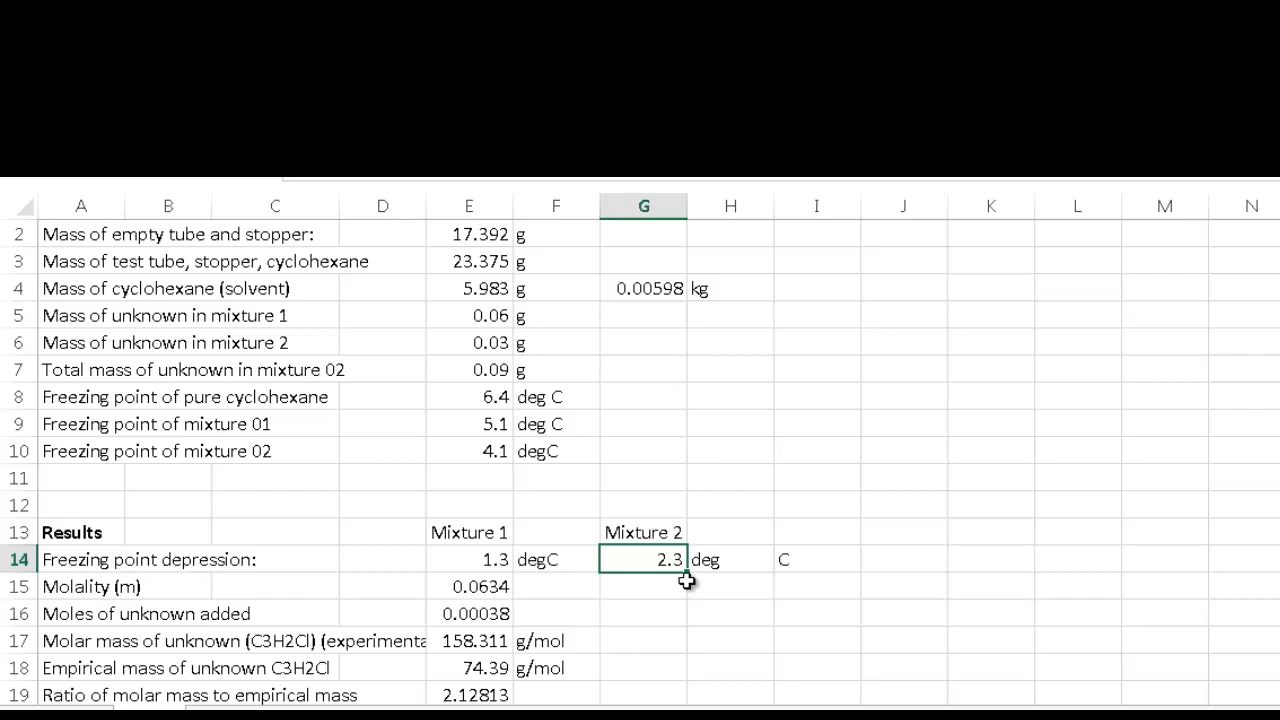 A B C D E F G H I J K L M N
2 Mass of empty tube and stopper: 17.392 g
3 Mass of test tube, stopper, cyclohexane 23.375 g
4 Mass of cyclohexane (solvent) 5.983 g 0.00598 kg
5 Mass of unknown in mixture 1 0.06 g
6 Mass of unknown in mixture 2 0.03 g
7 Total mass of unknown in mixture 02 0.09 g
8 Freezing point of pure cyclohexane 6.4 deg C
9 Freezing point of mixture 01 5.1 deg C
10 Freezing point of mixture 02 4.1 degC
11
12
13 Results Mixture 1 Mixture 2
14 Freezing point depression: 1.3 degC 2.3 deg C
15 Molality (m) 0.0634
16 Moles of unknown added 0.00038
17 Molar mass of unknown (C3H2Cl) (experimenta 158.311 g/mol
18 Empirical mass of unknown C3H2Cl 74.39 g/mol
19 Ratio of molar mass to empirical mass 2.12813